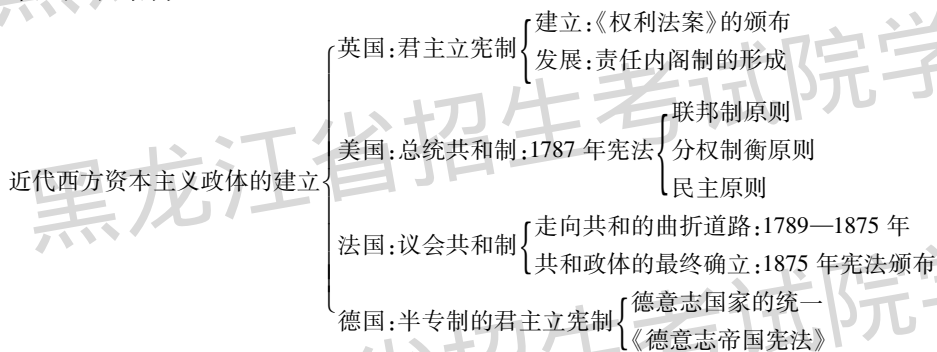 英国:君主立宪制
建立:《权利法案》的颁布
发展:责任内阁制的形成
美国:总统共和制:1787 年宪法
联邦制原则
分权制衡原则
民主原则
近代西方资本主义政体的建立
法国:议会共和制
走向共和的曲折道路:1789—1875 年
共和政体的最终确立:1875 年宪法颁布
德国:半专制的君主立宪制
德意志国家的统一
《德意志帝国宪法》
黑龙江省招生考试院学